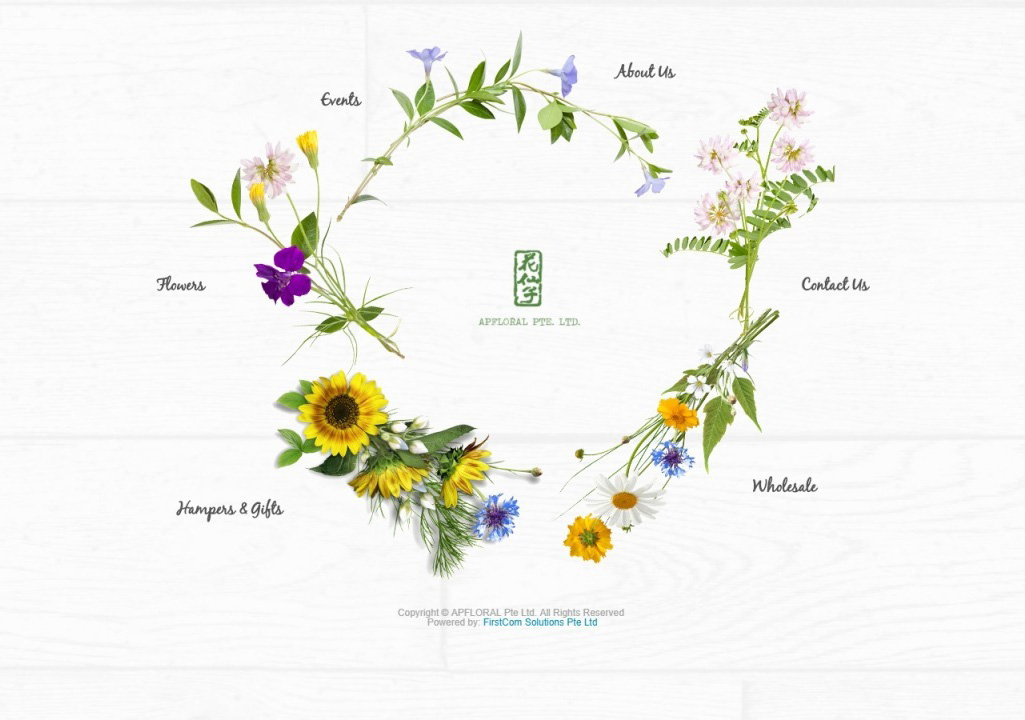 About Us
Events
花仙子
Flowers
Contact Us
APFLORAL PTE. LTD.
Wholesale
Hampers & Gifts
Copyright © APFLORAL Pte Ltd. All Rights Reserved
Powered by: FirstCom Solutions Pte Ltd